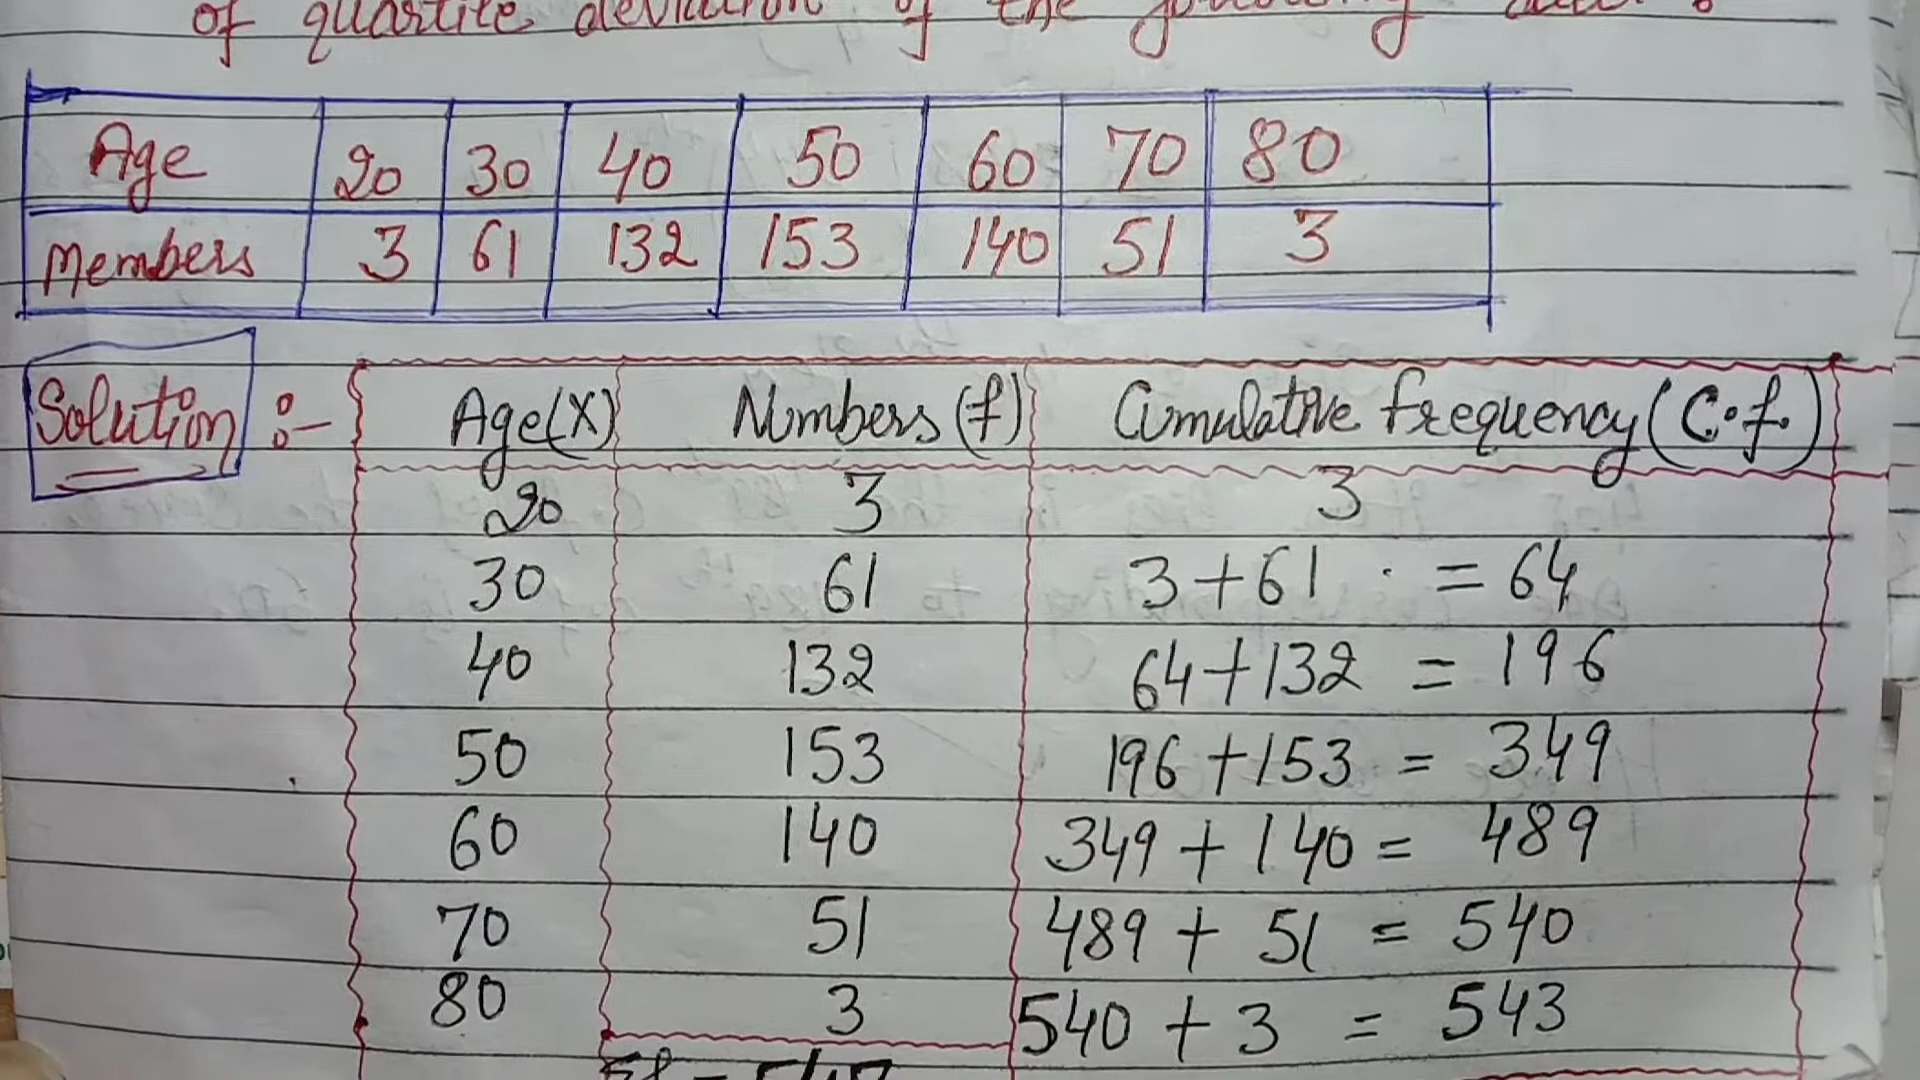 of quartile deviation of the following data :
Age 20 30 40 50 60 70 80
Members 3 61 132 153 140 51 3
Solution :- Age(X) Numbers (f) Cumulative frequency (C.f.)
20 3 3
30 61 3+61 = 64
40 132 64+132 = 196
50 153 196+153 = 349
60 140 349+140 = 489
70 51 489+51 = 540
80 3 540+3 = 543